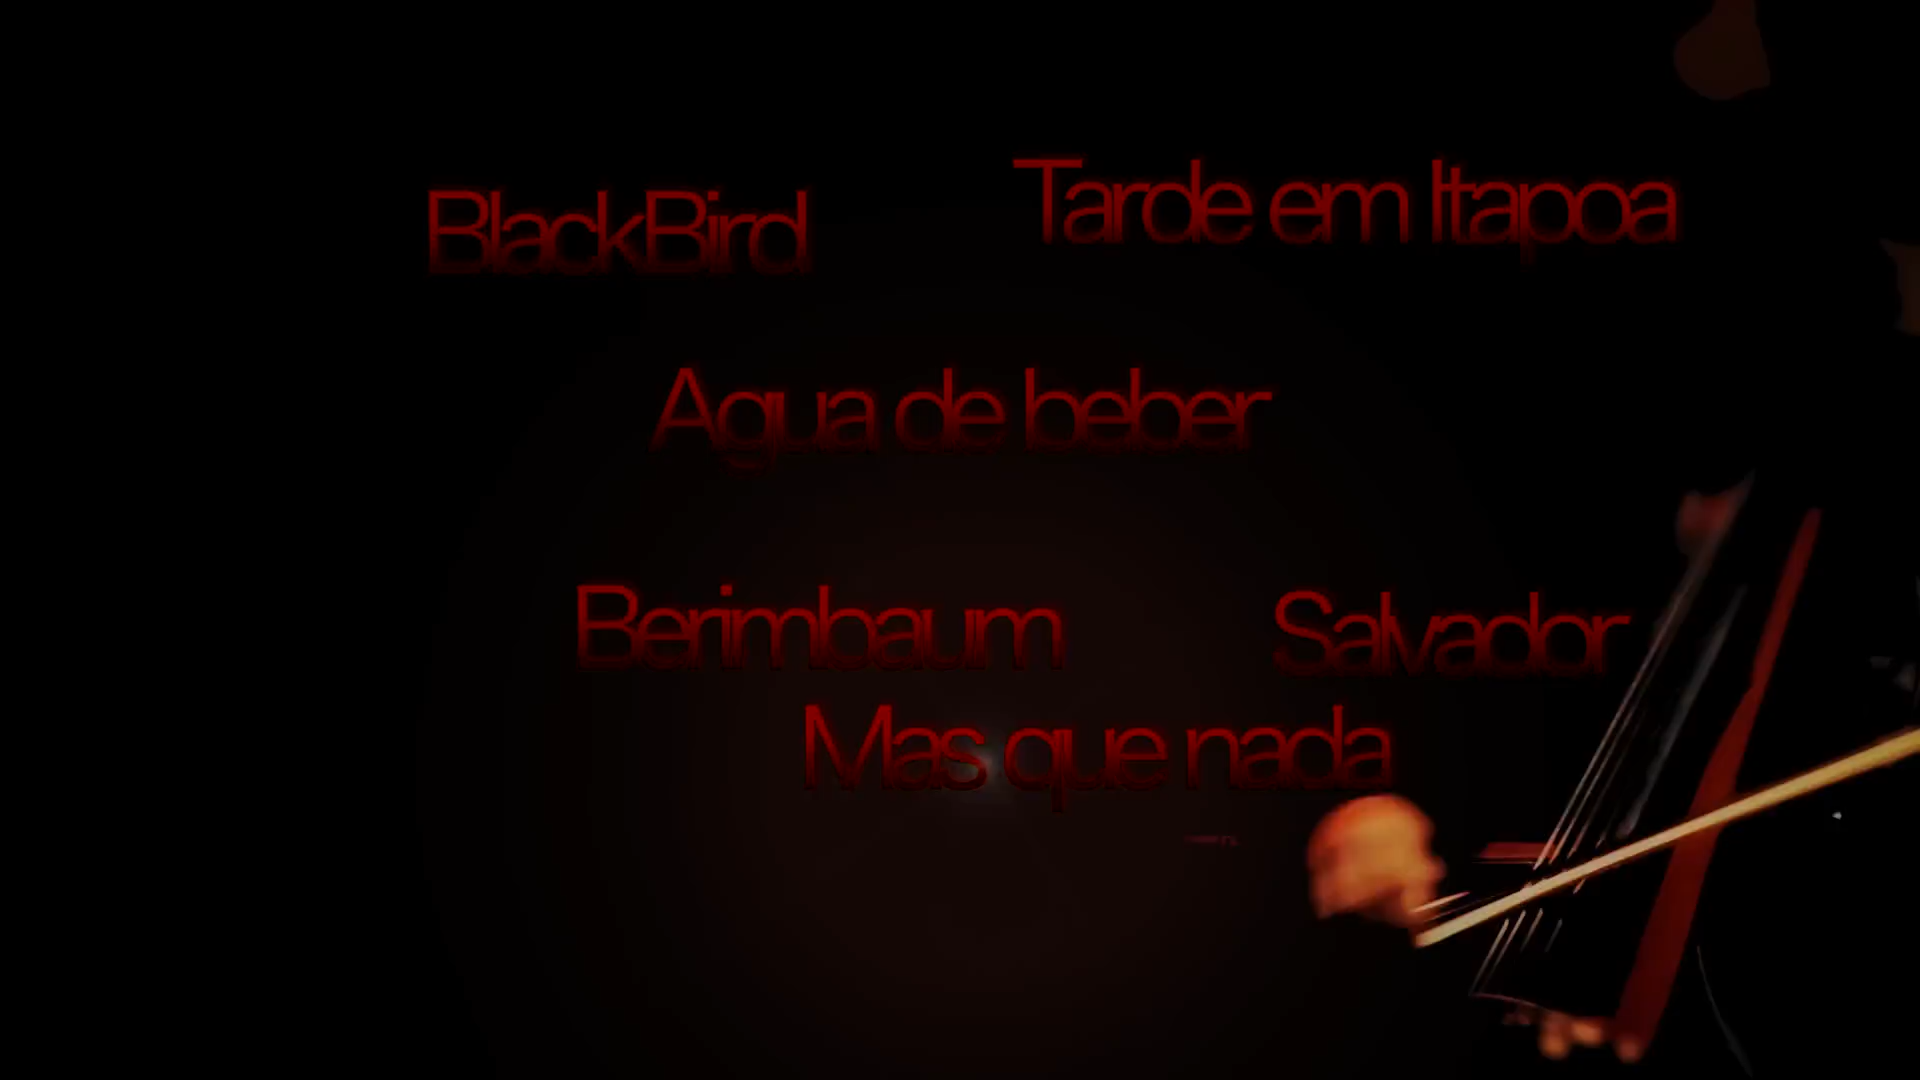 BlackBird
Tarde em Itapoa
Agua de beber
Berimbaum
Salvador
Mas que nada